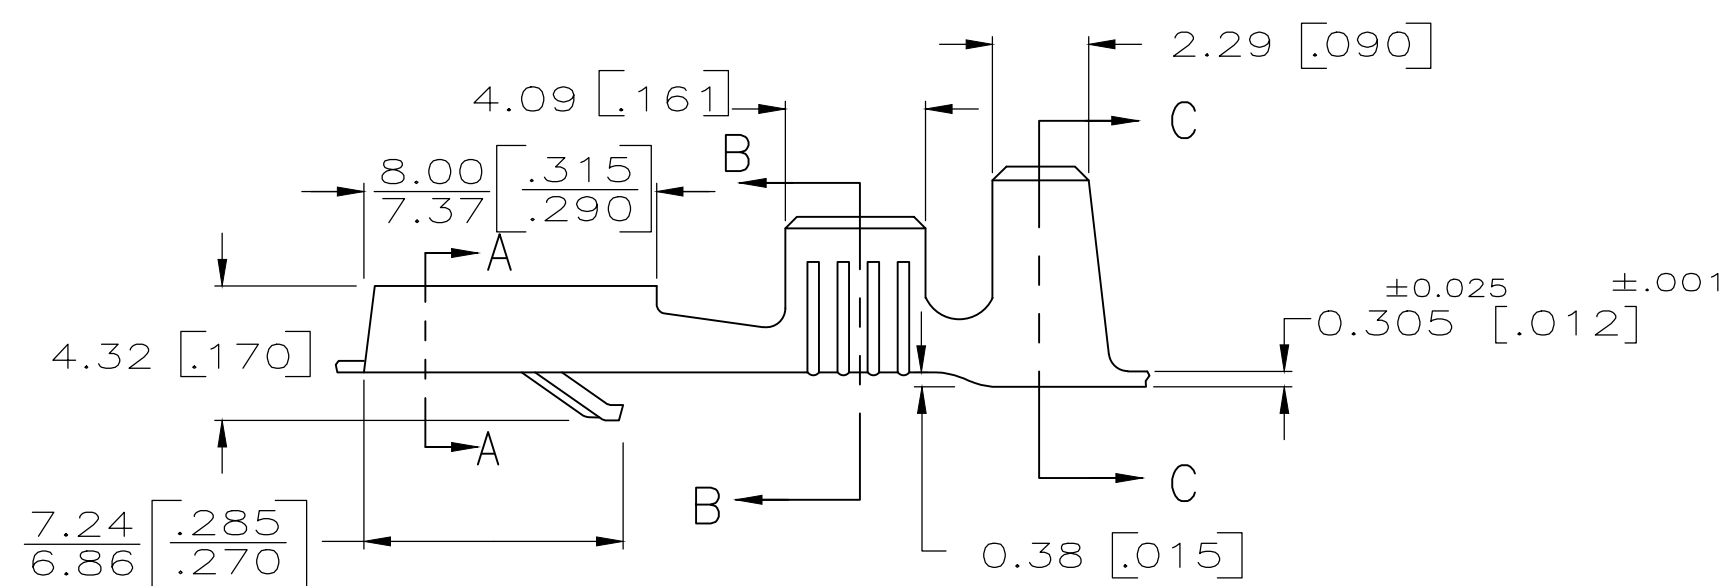 2.29 [.090]
4.09 [.161]
C
B
8.00 [.315
7.37 .290]
A
±0.025 ±.001
0.305 [.012]
4.32 [.170]
A
C
B
7.24 [.285
6.86 .270]
0.38 [.015]